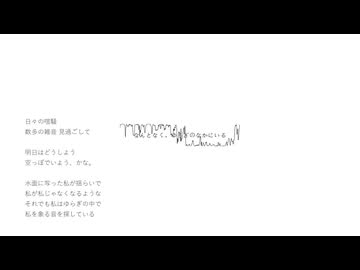 日々の喧騒
数多の雑音 見過ごして
明日はどうしよう
空っぽでいよう、かな。
水面に写った私が揺らいで
私が私じゃなくなるような
それでも私はゆらぎの中で
私を象る音を探している
なんとなく、
のなかにいる